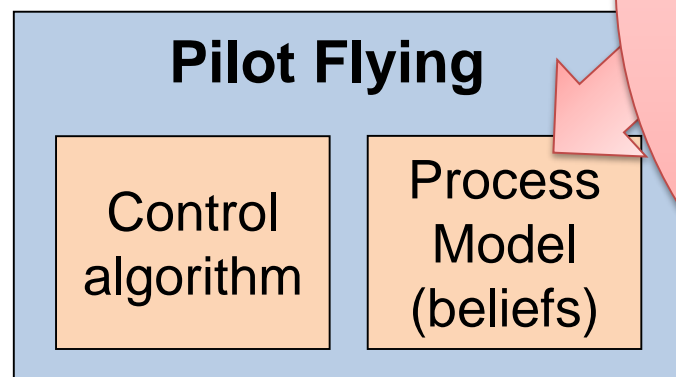 Pilot Flying
Control
algorithm
Process
Model
(beliefs)